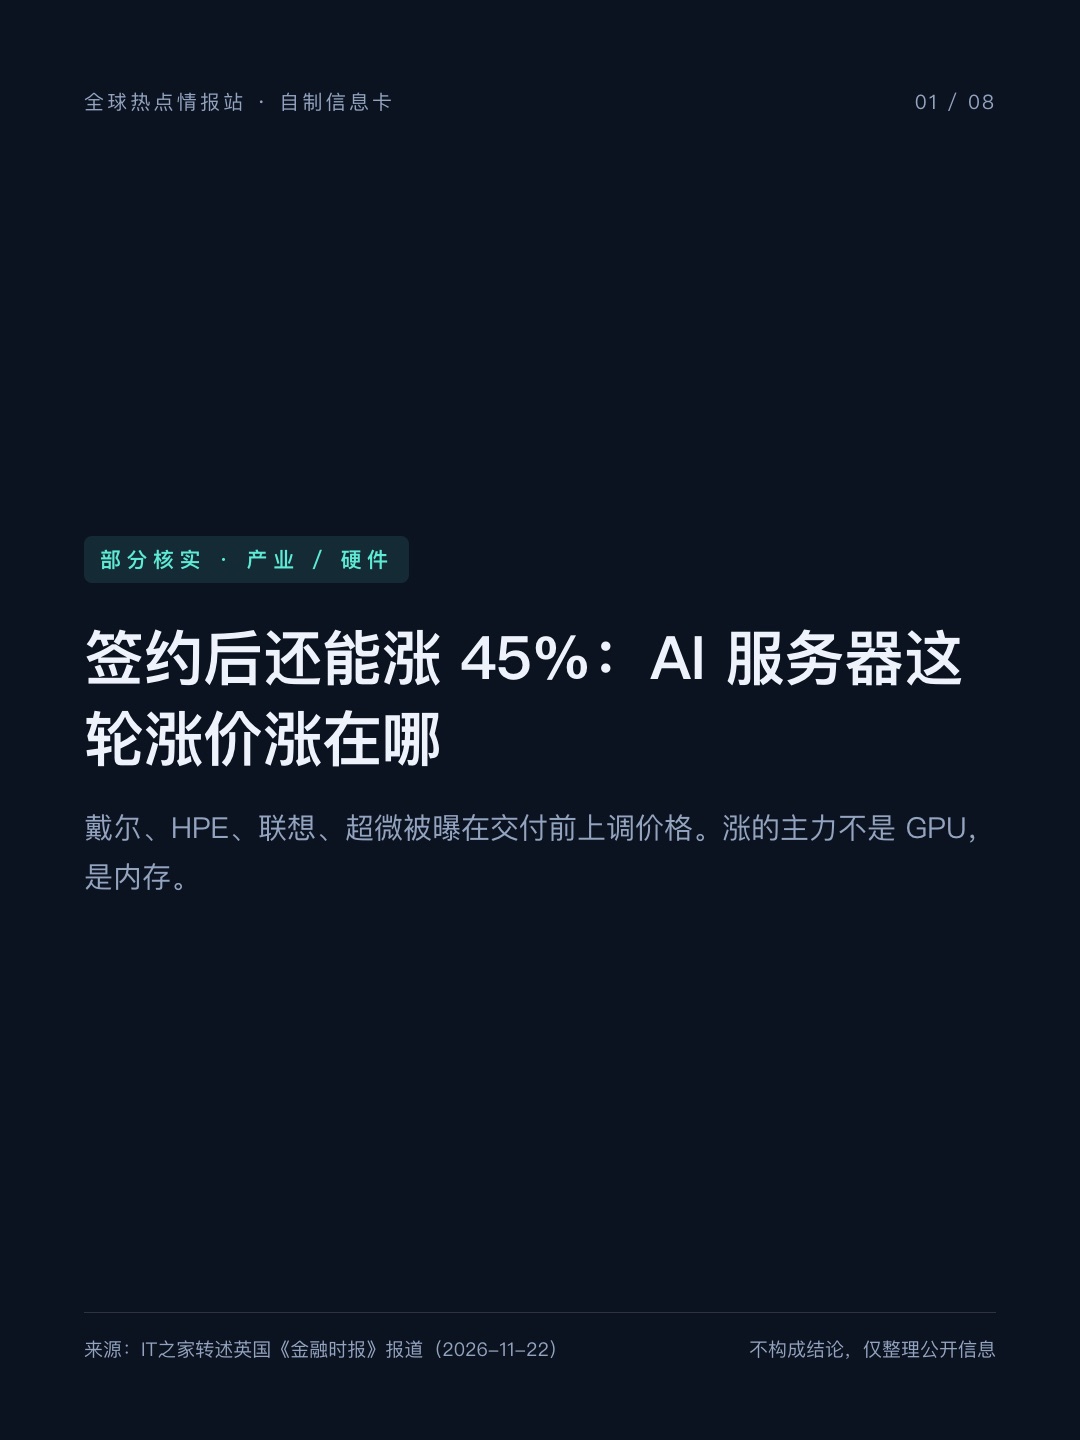 全球热点情报站 · 自制信息卡
01 / 08
部分核实 · 产业 / 硬件
签约后还能涨 45%：AI 服务器这
轮涨价涨在哪
戴尔、HPE、联想、超微被曝在交付前上调价格。涨的主力不是 GPU，
是内存。
来源：IT之家转述英国《金融时报》报道（2026-11-22）
不构成结论，仅整理公开信息